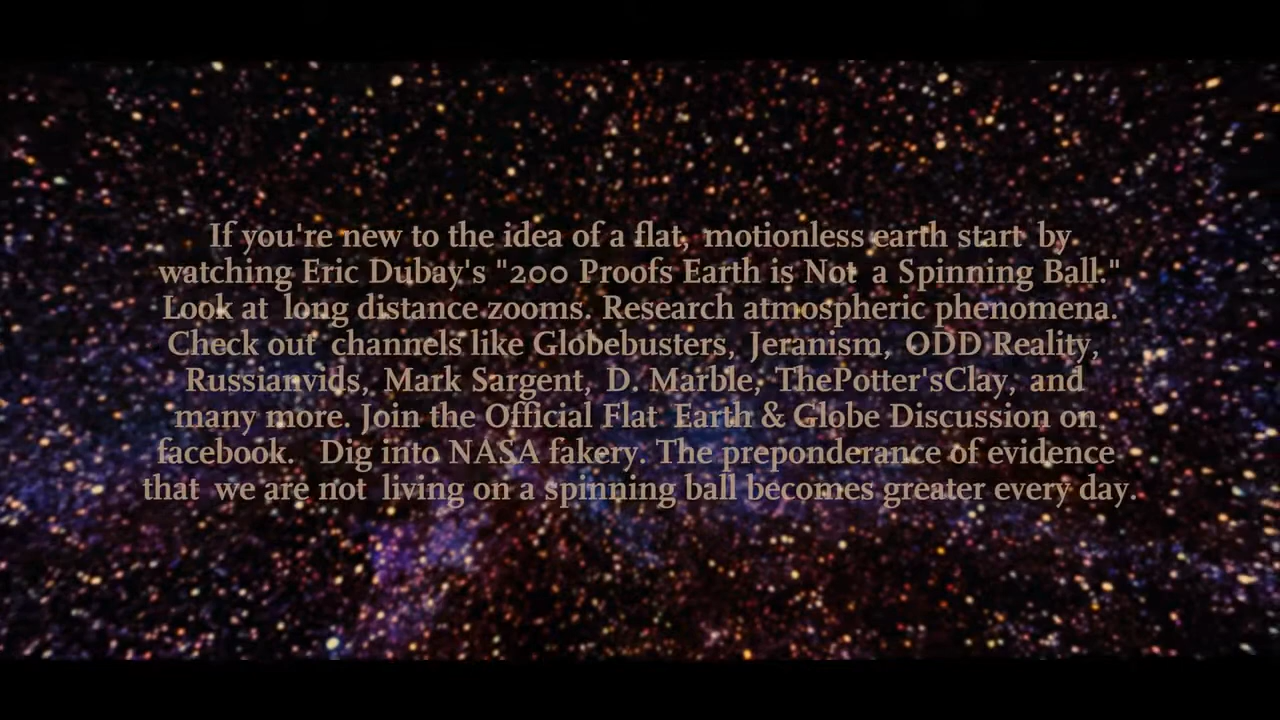 If you're new to the idea of a flat, motionless earth start by
watching Eric Dubay's "200 Proofs Earth is Not a Spinning Ball."
Look at long distance zooms. Research atmospheric phenomena.
Check out channels like Globebusters, Jeranism, ODD Reality,
Russianvids, Mark Sargent, D. Marble, ThePotter'sClay, and
many more. Join the Official Flat Earth & Globe Discussion on
facebook. Dig into NASA fakery. The preponderance of evidence
that we are not living on a spinning ball becomes greater every day.